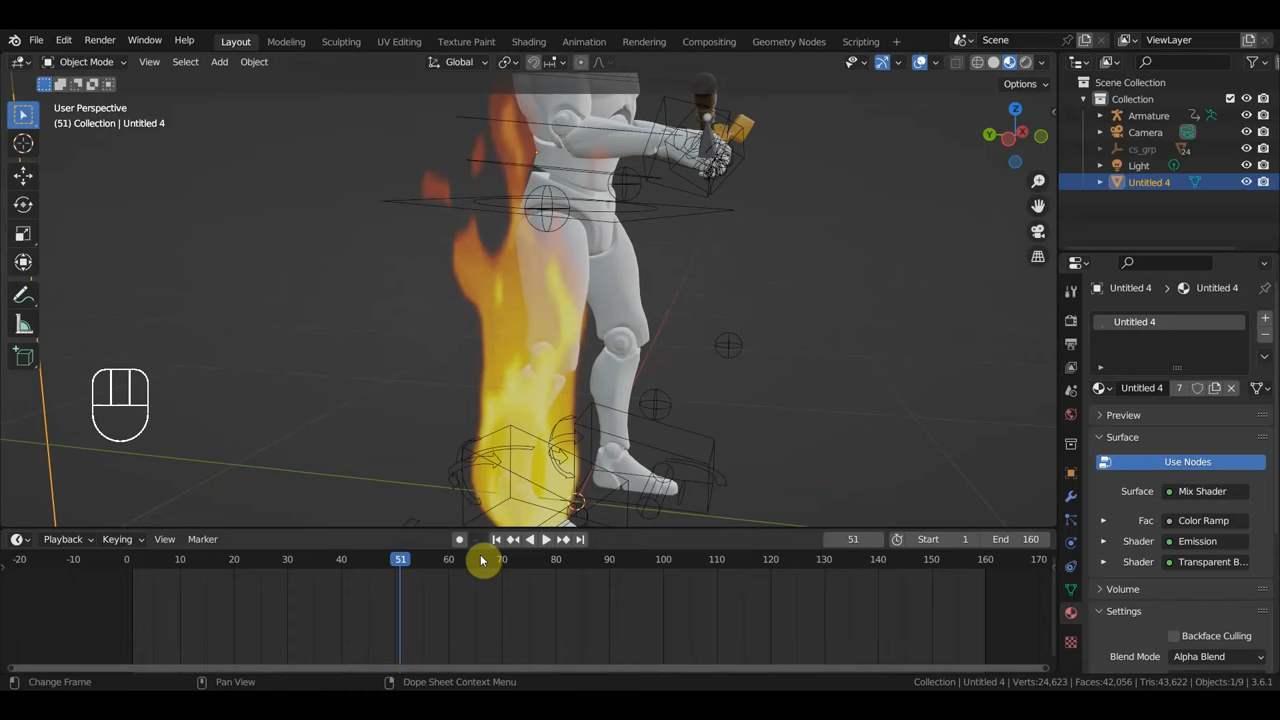 File Edit Render Window Help Layout Modeling Sculpting UV Editing Texture Paint Shading Animation Rendering Compositing Geometry Nodes Scripting + Scene ViewLayer
Object Mode View Select Add Object Global
Options
User Perspective
(51) Collection | Untitled 4
Z
Y
X
Scene Collection
Collection
Armature
Camera
cs_grp 24
Light
Untitled 4
Untitled 4 > Untitled 4
Untitled 4
Untitled 4 7
Preview
Surface
Use Nodes
Surface Mix Shader
Fac Color Ramp
Shader Emission
Shader Transparent B...
Volume
Settings
Backface Culling
Blend Mode Alpha Blend
Playback Keying View Marker 51 Start 1 End 160
-20 -10 0 10 20 30 40 51 60 70 80 90 100 110 120 130 140 150 160 170
Change Frame Pan View Dope Sheet Context Menu Collection | Untitled 4 | Verts:24,623 | Faces:42,056 | Tris:43,622 | Objects:1/9 | 3.6.1